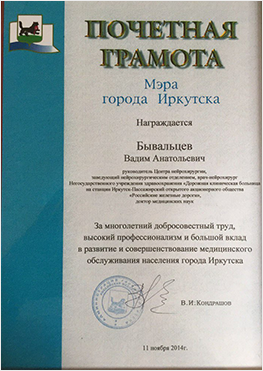 ПОЧЕТНАЯ
ГРАМОТА
Мэра
города Иркутска
Награждается
Бывальцев
Вадим Анатольевич
руководитель Центра нейрохирургии,
заведующий нейрохирургическим отделением, врач-нейрохирург
Негосударственного учреждения здравоохранения «Дорожная клиническая больница
на станции Иркутск-Пассажирский открытого акционерного общества
«Российские железные дороги»,
доктор медицинских наук
За многолетний добросовестный труд,
высокий профессионализм и большой вклад
в развитие и совершенствование медицинского
обслуживания населения города Иркутска
В.И.Кондрашов
11 ноября 2014г.